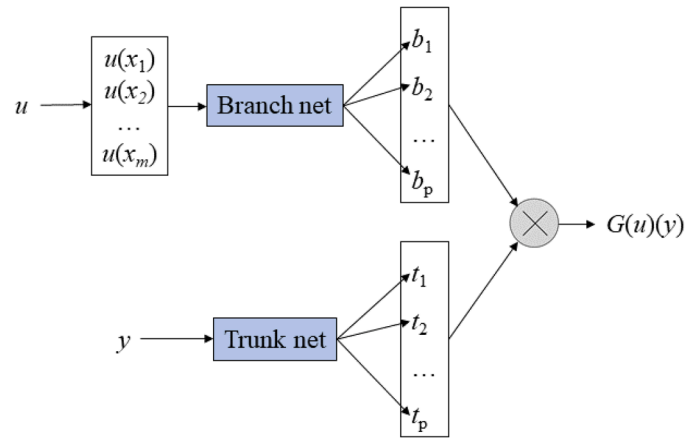 u
u(x₁)
u(x₂)
…
u(xₘ)
Branch net
b₁
b₂
…
bₚ
G(u)(y)
y
Trunk net
t₁
t₂
…
tₚ